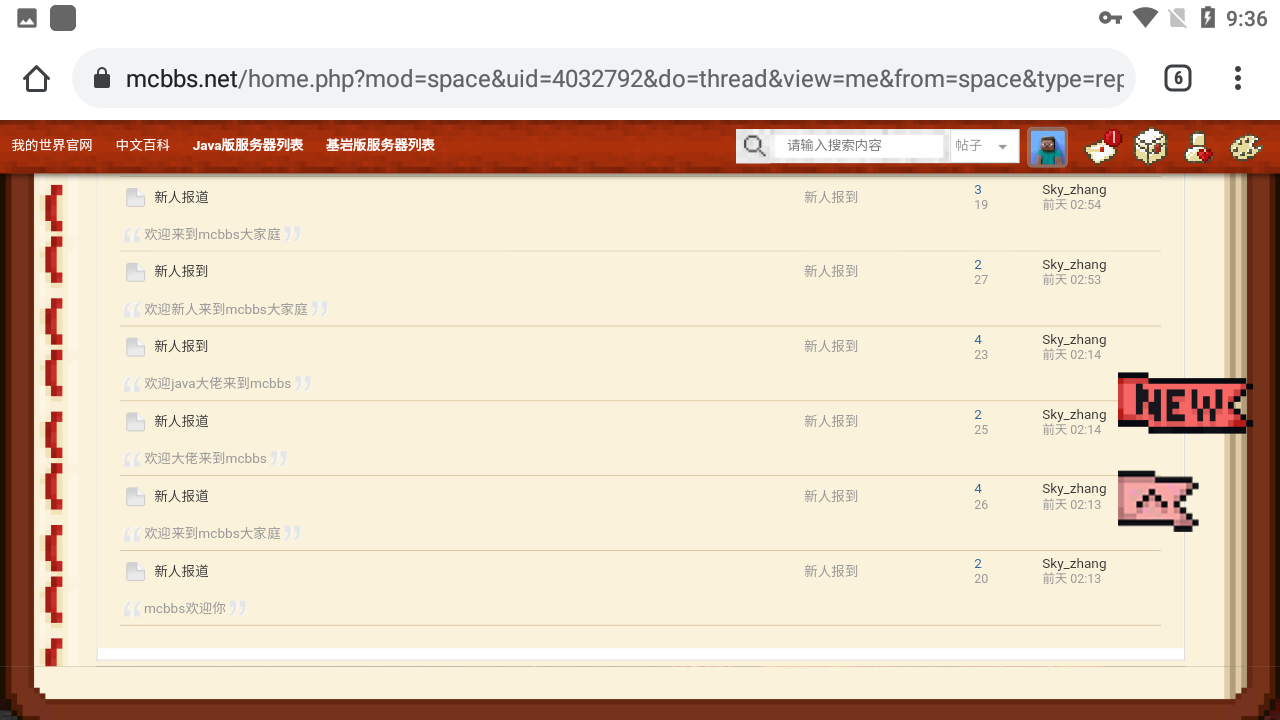 9:36
mcbbs.net/home.php?mod=space&uid=4032792&do=thread&view=me&from=space&type=rep
6
我的世界官网 中文百科 Java版服务器列表 基岩版服务器列表 请输入搜索内容 帖子
新人报道 新人报到 3 Sky_zhang
19 前天 02:54
欢迎来到mcbbs大家庭
新人报到 新人报到 2 Sky_zhang
27 前天 02:53
欢迎新人来到mcbbs大家庭
新人报到 新人报到 4 Sky_zhang
23 前天 02:14
欢迎java大佬来到mcbbs
NEW
新人报道 新人报到 2 Sky_zhang
25 前天 02:14
欢迎大佬来到mcbbs
新人报道 新人报到 4 Sky_zhang
26 前天 02:13
欢迎来到mcbbs大家庭
新人报道 新人报到 2 Sky_zhang
20 前天 02:13
mcbbs欢迎你